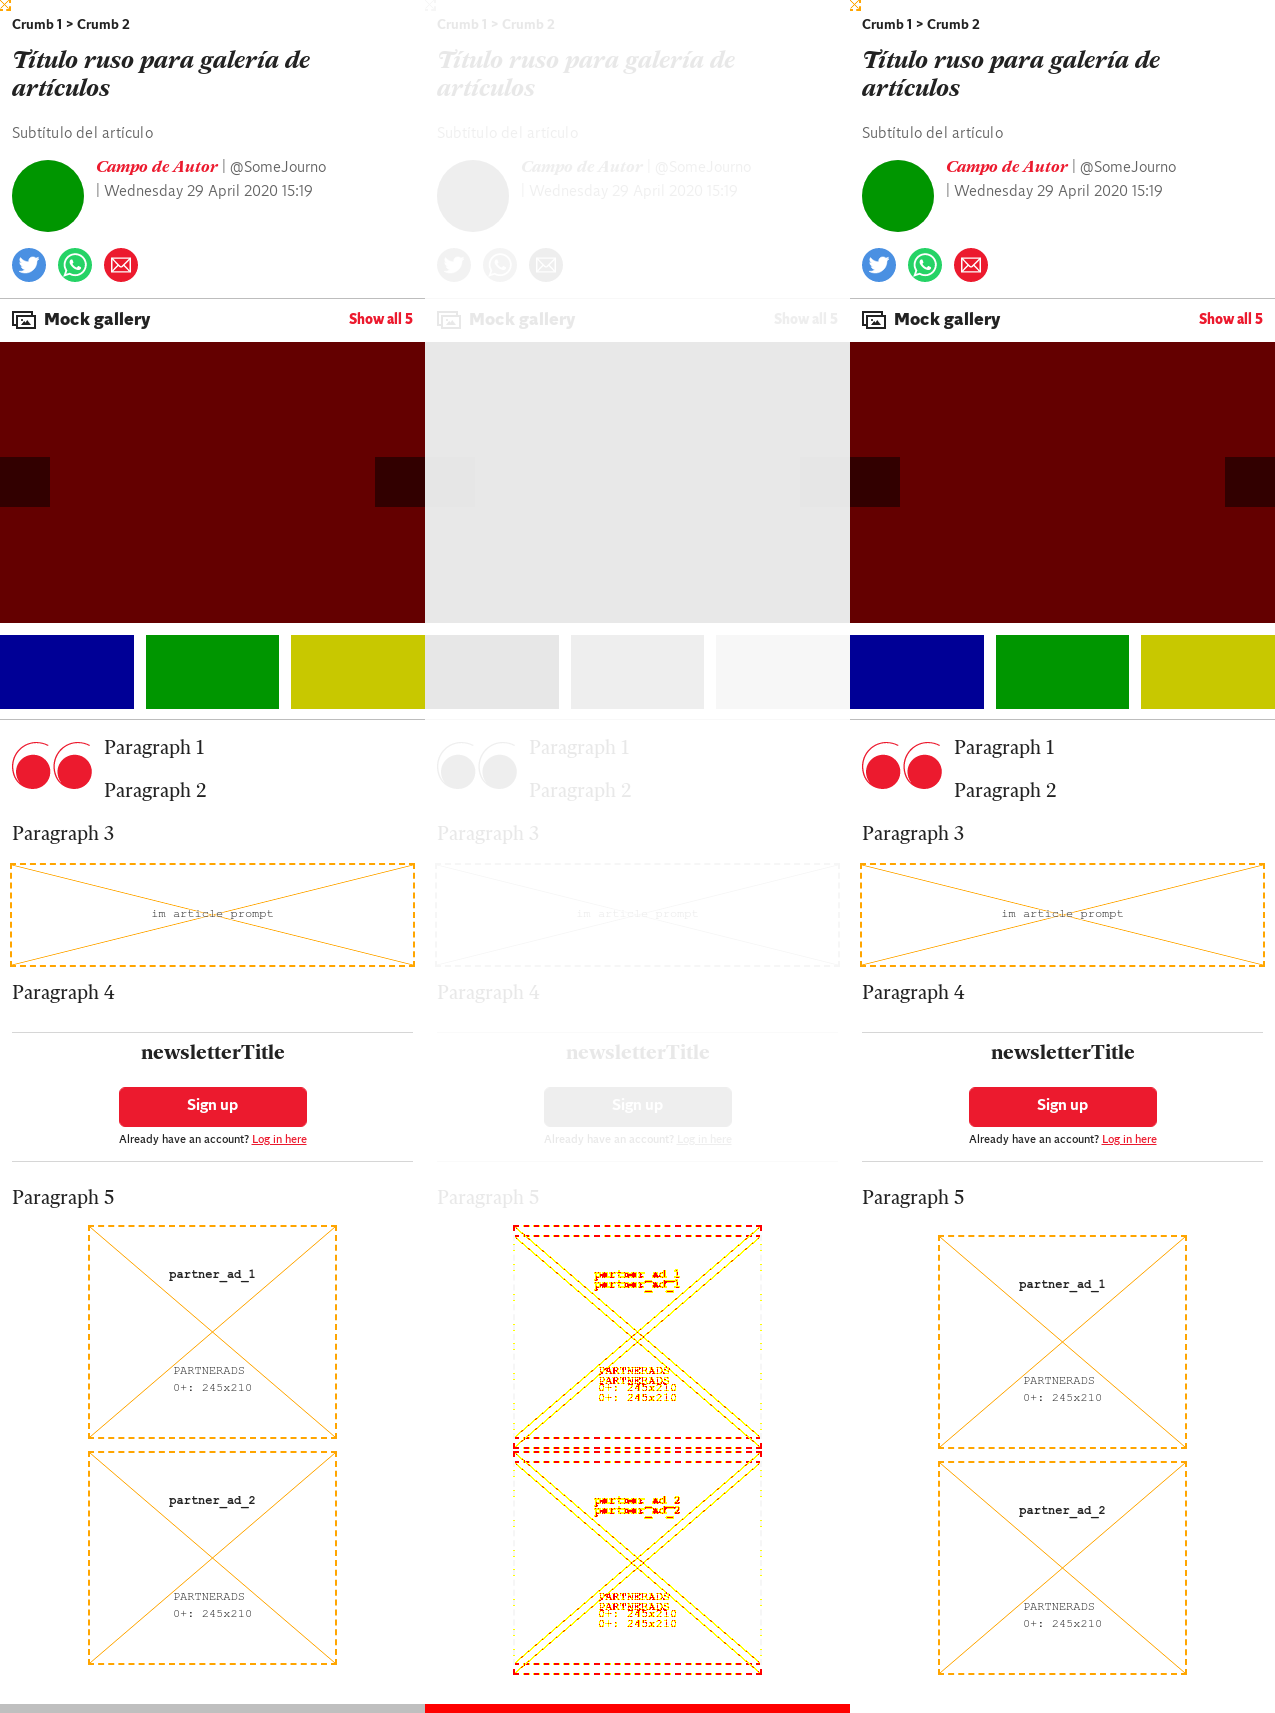 Crumb 1 > Crumb 2
Título ruso para galería de
artículos
Subtítulo del artículo
Campo de Autor | @SomeJourno
| Wednesday 29 April 2020 15:19
Mock gallery
Show all 5
Paragraph 1
Paragraph 2
Paragraph 3
im article prompt
Paragraph 4
newsletterTitle
Sign up
Already have an account? Log in here
Paragraph 5
partner_ad_1
PARTNERADS
0+: 245x210
partner_ad_2
PARTNERADS
0+: 245x210
Crumb 1 > Crumb 2
Título ruso para galería de
artículos
Subtítulo del artículo
Campo de Autor | @SomeJourno
| Wednesday 29 April 2020 15:19
Mock gallery
Show all 5
Paragraph 1
Paragraph 2
Paragraph 3
im article prompt
Paragraph 4
newsletterTitle
Sign up
Already have an account? Log in here
Paragraph 5
partner_ad_1
partner_ad_1
PARTNERADS
PARTNERADS
0+: 245x210
0+: 245x210
partner_ad_2
partner_ad_2
PARTNERADS
PARTNERADS
0+: 245x210
0+: 245x210
Crumb 1 > Crumb 2
Título ruso para galería de
artículos
Subtítulo del artículo
Campo de Autor | @SomeJourno
| Wednesday 29 April 2020 15:19
Mock gallery
Show all 5
Paragraph 1
Paragraph 2
Paragraph 3
im article prompt
Paragraph 4
newsletterTitle
Sign up
Already have an account? Log in here
Paragraph 5
partner_ad_1
PARTNERADS
0+: 245x210
partner_ad_2
PARTNERADS
0+: 245x210